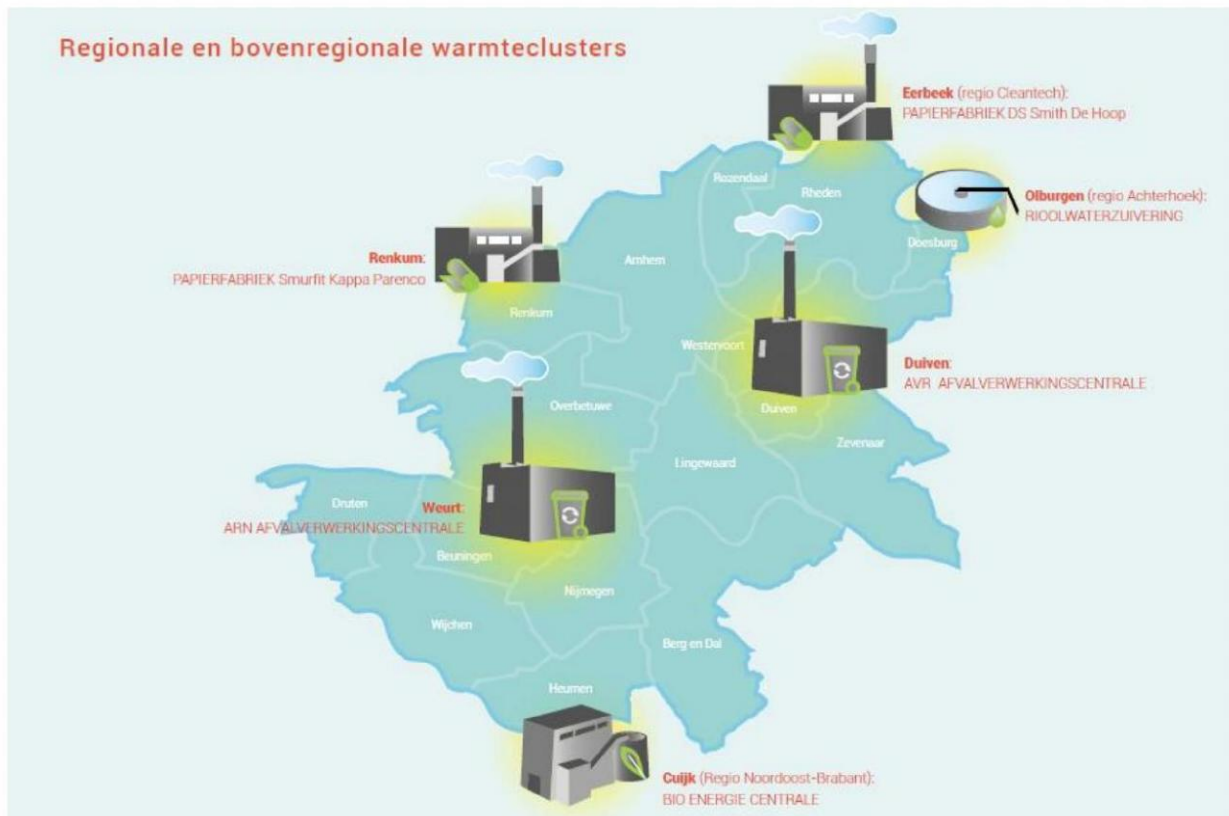 Regionale en bovenregionale warmteclusters
Eerbeek (regio Cleantech):
PAPIERFABRIEK DS Smith De Hoop
Rozendaal
Rheden
Olburgen (regio Achterhoek):
RIOOLWATERZUIVERING
Doesburg
Renkum:
PAPIERFABRIEK Smurfit Kappa Parenco
Arnhem
Renkum
Westervoort
Duiven:
AVR AFVALVERWERKINGSCENTRALE
Overbetuwe
Duiven
Zevenaar
Lingewaard
Druten
Weurt:
ARN AFVALVERWERKINGSCENTRALE
Beuningen
Nijmegen
Wijchen
Berg en Dal
Heumen
Cuijk (Regio Noordoost-Brabant):
BIO ENERGIE CENTRALE